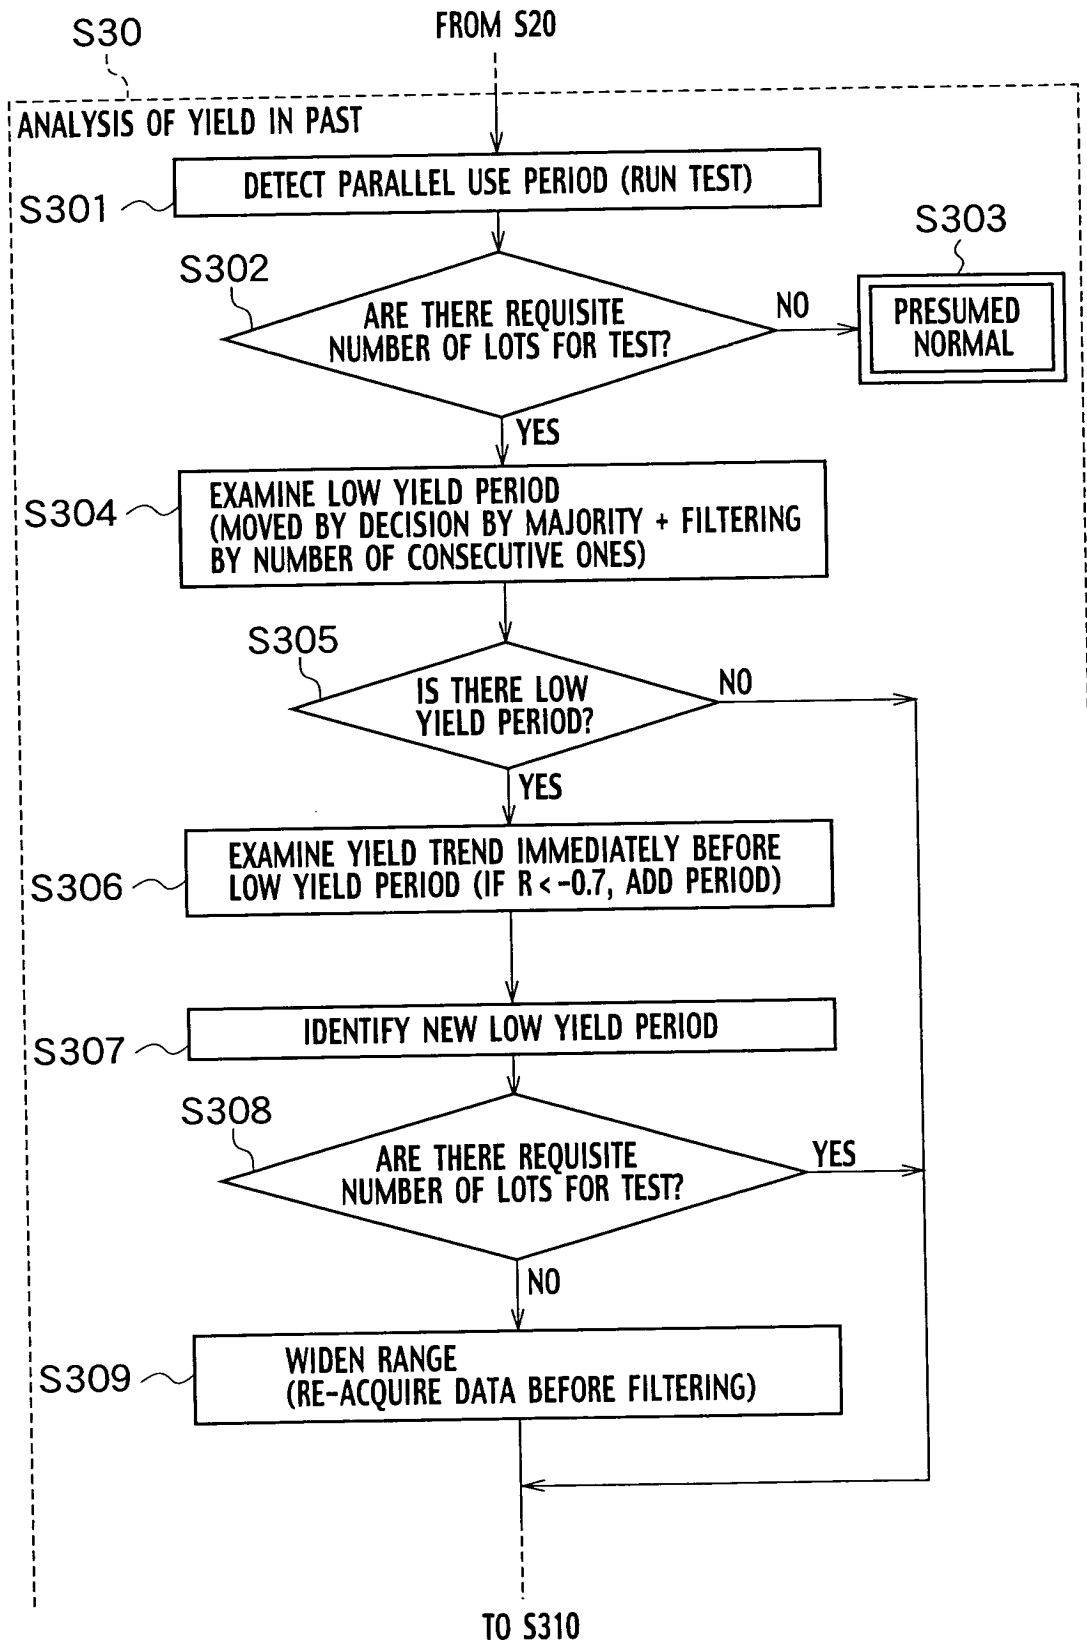 S30
FROM S20
ANALYSIS OF YIELD IN PAST
S301
DETECT PARALLEL USE PERIOD (RUN TEST)
S302
ARE THERE REQUISITE
NUMBER OF LOTS FOR TEST?
NO
S303
PRESUMED
NORMAL
YES
S304
EXAMINE LOW YIELD PERIOD
(MOVED BY DECISION BY MAJORITY + FILTERING
BY NUMBER OF CONSECUTIVE ONES)
S305
IS THERE LOW
YIELD PERIOD?
NO
YES
S306
EXAMINE YIELD TREND IMMEDIATELY BEFORE
LOW YIELD PERIOD (IF R < -0.7, ADD PERIOD)
S307
IDENTIFY NEW LOW YIELD PERIOD
S308
ARE THERE REQUISITE
NUMBER OF LOTS FOR TEST?
YES
NO
S309
WIDEN RANGE
(RE-ACQUIRE DATA BEFORE FILTERING)
TO S310